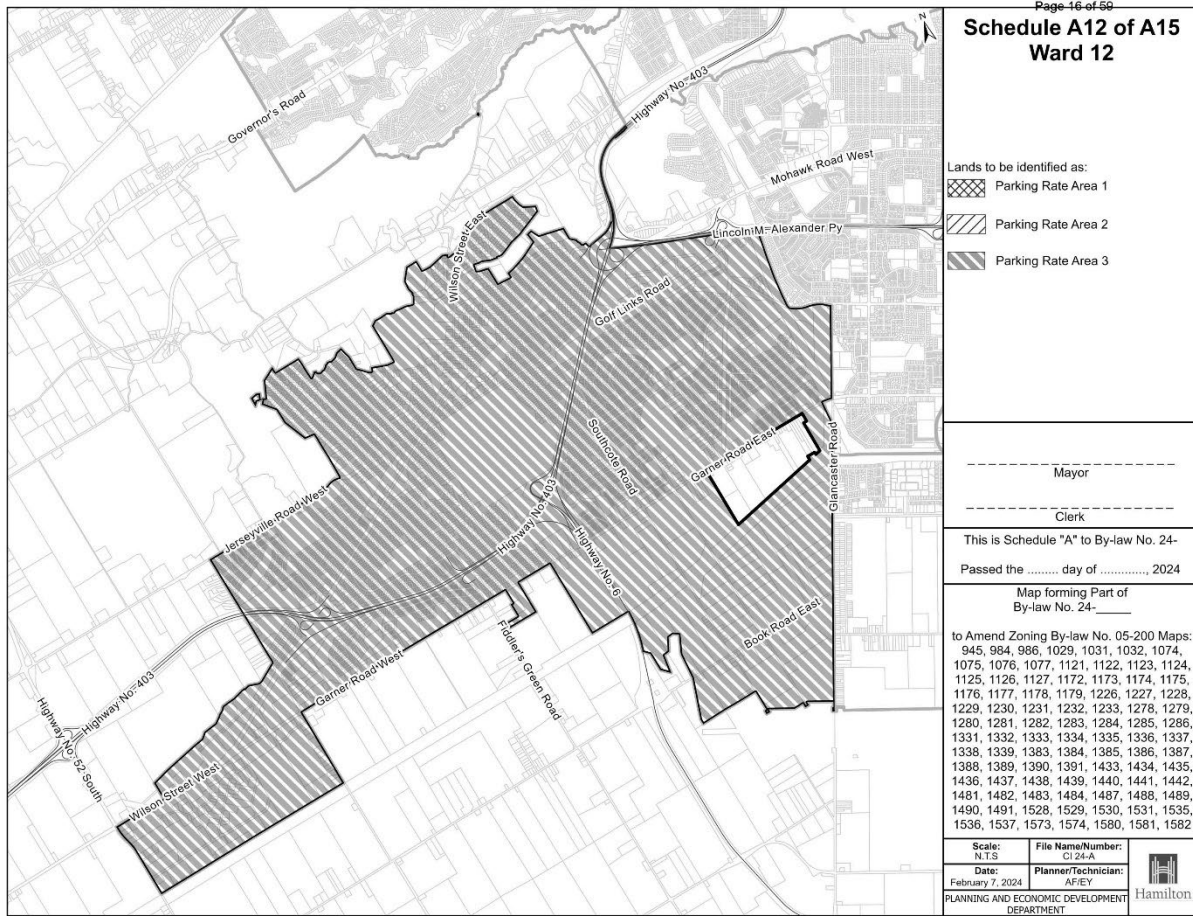 Page 16 of 59
Schedule A12 of A15
Ward 12
N
Lands to be identified as:
Parking Rate Area 1
Parking Rate Area 2
Parking Rate Area 3
Governor's Road
Highway No. 403
Mohawk Road West
Lincoln M. Alexander Py
Wilson Street East
Golf Links Road
Southcote Road
Garner Road East
Glancaster Road
Jerseyville Road West
Highway No. 403
Highway No. 6
Book Road East
Fiddler's Green Road
Garner Road West
Highway No. 403
Highway No. 52 South
Wilson Street West
Mayor
Clerk
This is Schedule "A" to By-law No. 24-
Passed the ......... day of ............, 2024
Map forming Part of
By-law No. 24-_____
to Amend Zoning By-law No. 05-200 Maps:
945, 984, 986, 1029, 1031, 1032, 1074,
1075, 1076, 1077, 1121, 1122, 1123, 1124,
1125, 1126, 1127, 1172, 1173, 1174, 1175,
1176, 1177, 1178, 1179, 1226, 1227, 1228,
1229, 1230, 1231, 1232, 1233, 1278, 1279,
1280, 1281, 1282, 1283, 1284, 1285, 1286,
1331, 1332, 1333, 1334, 1335, 1336, 1337,
1338, 1339, 1383, 1384, 1385, 1386, 1387,
1388, 1389, 1390, 1391, 1433, 1434, 1435,
1436, 1437, 1438, 1439, 1440, 1441, 1442,
1481, 1482, 1483, 1484, 1487, 1488, 1489,
1490, 1491, 1528, 1529, 1530, 1531, 1535,
1536, 1537, 1573, 1574, 1580, 1581, 1582
Scale:
N.T.S
File Name/Number:
CI 24-A
Date:
February 7, 2024
Planner/Technician:
AF/EY
PLANNING AND ECONOMIC DEVELOPMENT
DEPARTMENT
Hamilton